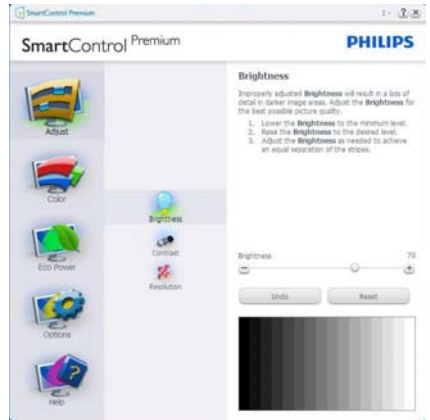 SmartControl Premium
SmartControl Premium
PHILIPS
Adjust
Color
Eco Power
Options
Help
Brightness
Contrast
Resolution
Brightness
Improperly adjusted Brightness will result in a loss of
detail in darker image areas. Adjust the Brightness for
the best possible picture quality.
1. Lower the Brightness to the minimum level.
2. Raise the Brightness to the desired level.
3. Adjust the Brightness as needed to achieve
an equal separation of the stripes.
Brightness 70
Undo Reset